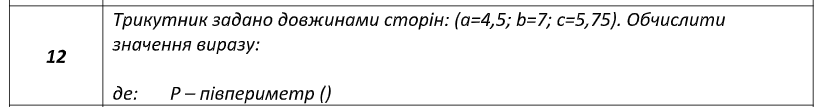 12
Трикутник задано довжинами сторін: (a=4,5; b=7; c=5,75). Обчислити
значення виразу:
де: P – півпериметр ()